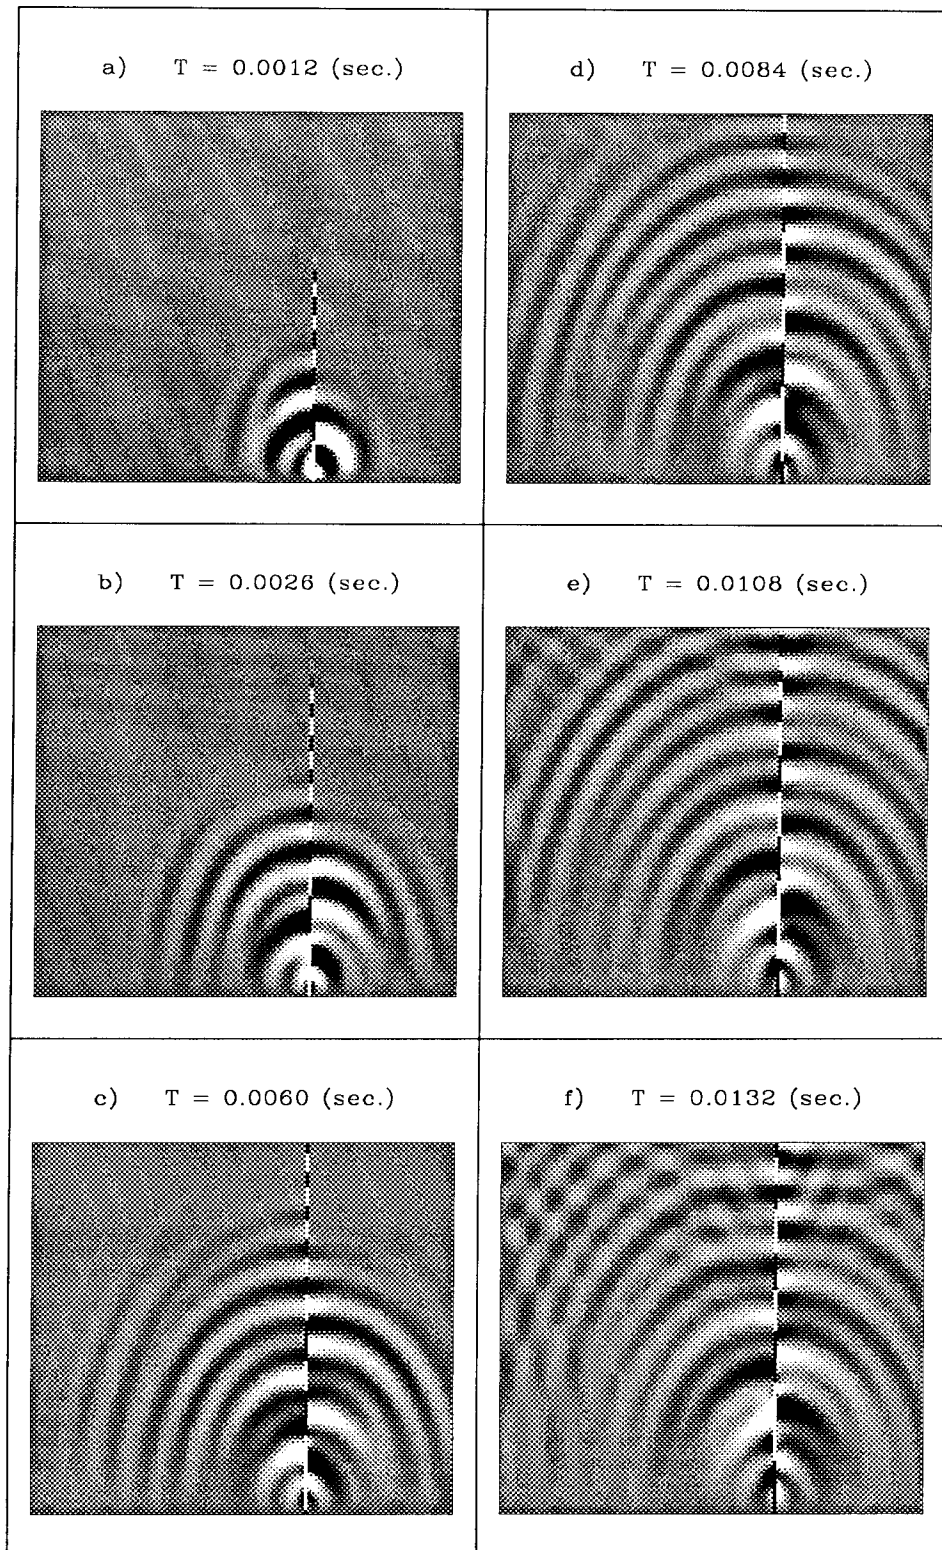 a) T = 0.0012 (sec.)
b) T = 0.0026 (sec.)
c) T = 0.0060 (sec.)
d) T = 0.0084 (sec.)
e) T = 0.0108 (sec.)
f) T = 0.0132 (sec.)